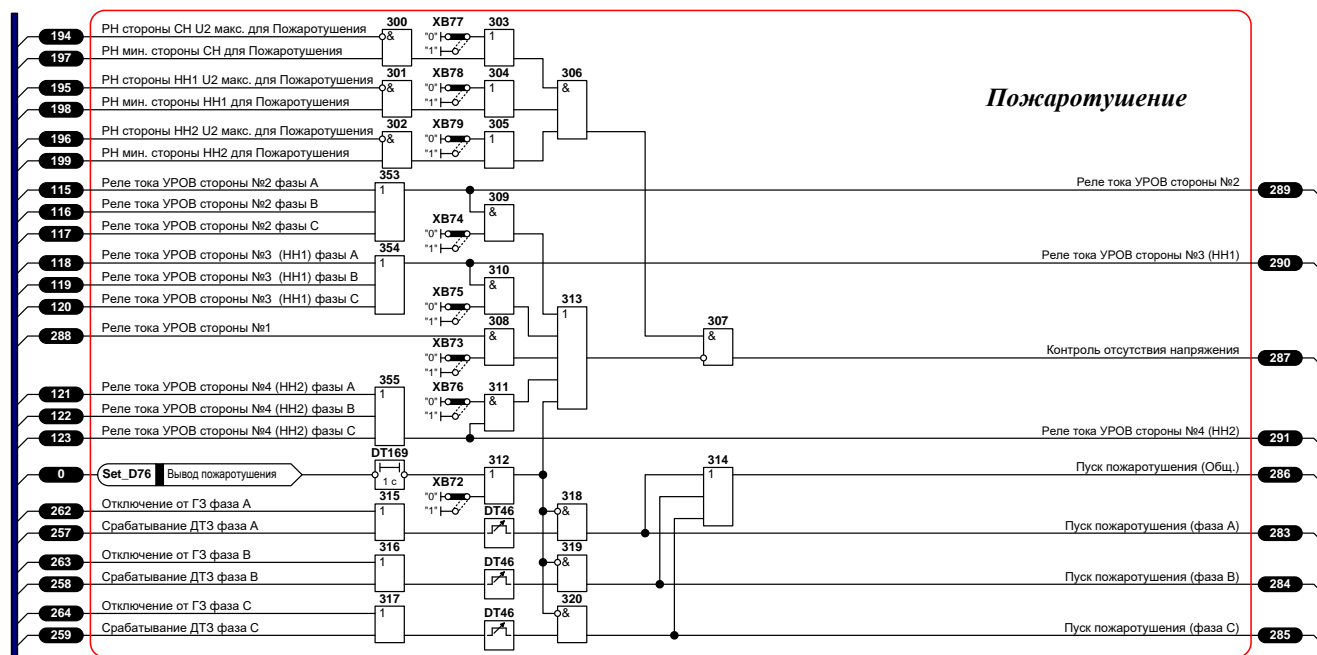 Пожаротушение
194 РН стороны СН U2 макс. для Пожаротушения 300 & XB77 "0" "1" 303 1
197 РН мин. стороны СН для Пожаротушения
195 РН стороны НН1 U2 макс. для Пожаротушения 301 & XB78 "0" "1" 304 1 306 &
198 РН мин. стороны НН1 для Пожаротушения
196 РН стороны НН2 U2 макс. для Пожаротушения 302 & XB79 "0" "1" 305 1
199 РН мин. стороны НН2 для Пожаротушения
115 Реле тока УРОВ стороны №2 фазы А 353 1 Реле тока УРОВ стороны №2 289
116 Реле тока УРОВ стороны №2 фазы В 309 &
117 Реле тока УРОВ стороны №2 фазы С XB74 "0" "1"
118 Реле тока УРОВ стороны №3 (НН1) фазы А 354 1 Реле тока УРОВ стороны №3 (НН1) 290
119 Реле тока УРОВ стороны №3 (НН1) фазы В 310 &
120 Реле тока УРОВ стороны №3 (НН1) фазы С XB75 "0" "1" 313 1
288 Реле тока УРОВ стороны №1 308 & 307 &
XB73 "0" "1" Контроль отсутствия напряжения 287
121 Реле тока УРОВ стороны №4 (НН2) фазы А 355 1 XB76 "0" "1" 311 &
122 Реле тока УРОВ стороны №4 (НН2) фазы В
123 Реле тока УРОВ стороны №4 (НН2) фазы С Реле тока УРОВ стороны №4 (НН2) 291
0 Set_D76 Вывод пожаротушения DT169 1 с 312 1 314 1 Пуск пожаротушения (Общ.) 286
XB72 "0" "1"
262 Отключение от ГЗ фаза А 315 1 DT46 318 &
257 Срабатывание ДТЗ фаза А Пуск пожаротушения (фаза А) 283
263 Отключение от ГЗ фаза В 316 1 DT46 319 &
258 Срабатывание ДТЗ фаза В Пуск пожаротушения (фаза В) 284
264 Отключение от ГЗ фаза С 317 1 DT46 320 &
259 Срабатывание ДТЗ фаза С Пуск пожаротушения (фаза С) 285